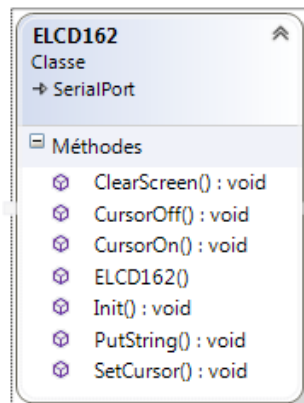 ELCD162
Classe
SerialPort
Méthodes
ClearScreen() : void
CursorOff() : void
CursorOn() : void
ELCD162()
Init() : void
PutString() : void
SetCursor() : void